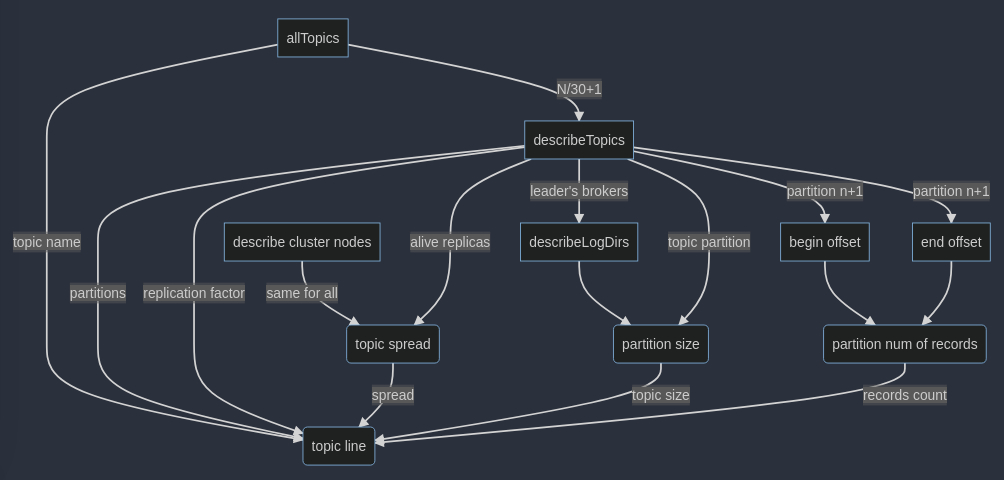 allTopics
N/30+1
describeTopics
leader's brokers
partition n+1
partition n+1
topic name
describe cluster nodes
alive replicas
describeLogDirs
topic partition
begin offset
end offset
partitions
replication factor
same for all
topic spread
partition size
partition num of records
spread
topic size
records count
topic line